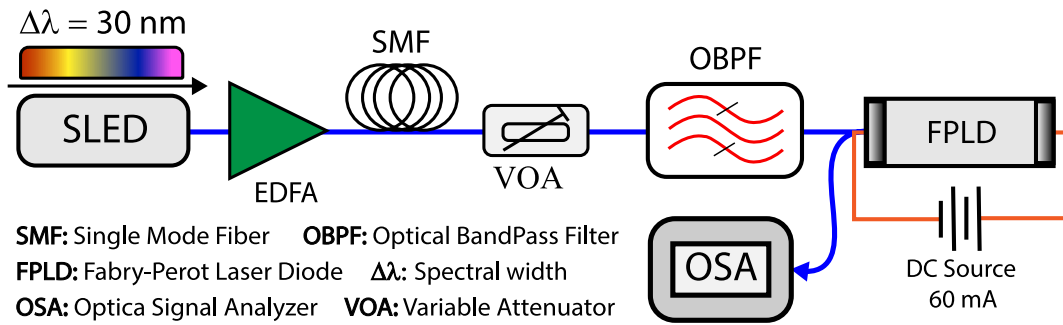 Δλ = 30 nm
SMF
OBPF
SLED
FPLD
EDFA
VOA
SMF: Single Mode Fiber OBPF: Optical BandPass Filter
FPLD: Fabry-Perot Laser Diode Δλ: Spectral width
OSA: Optica Signal Analyzer VOA: Variable Attenuator
OSA
DC Source
60 mA